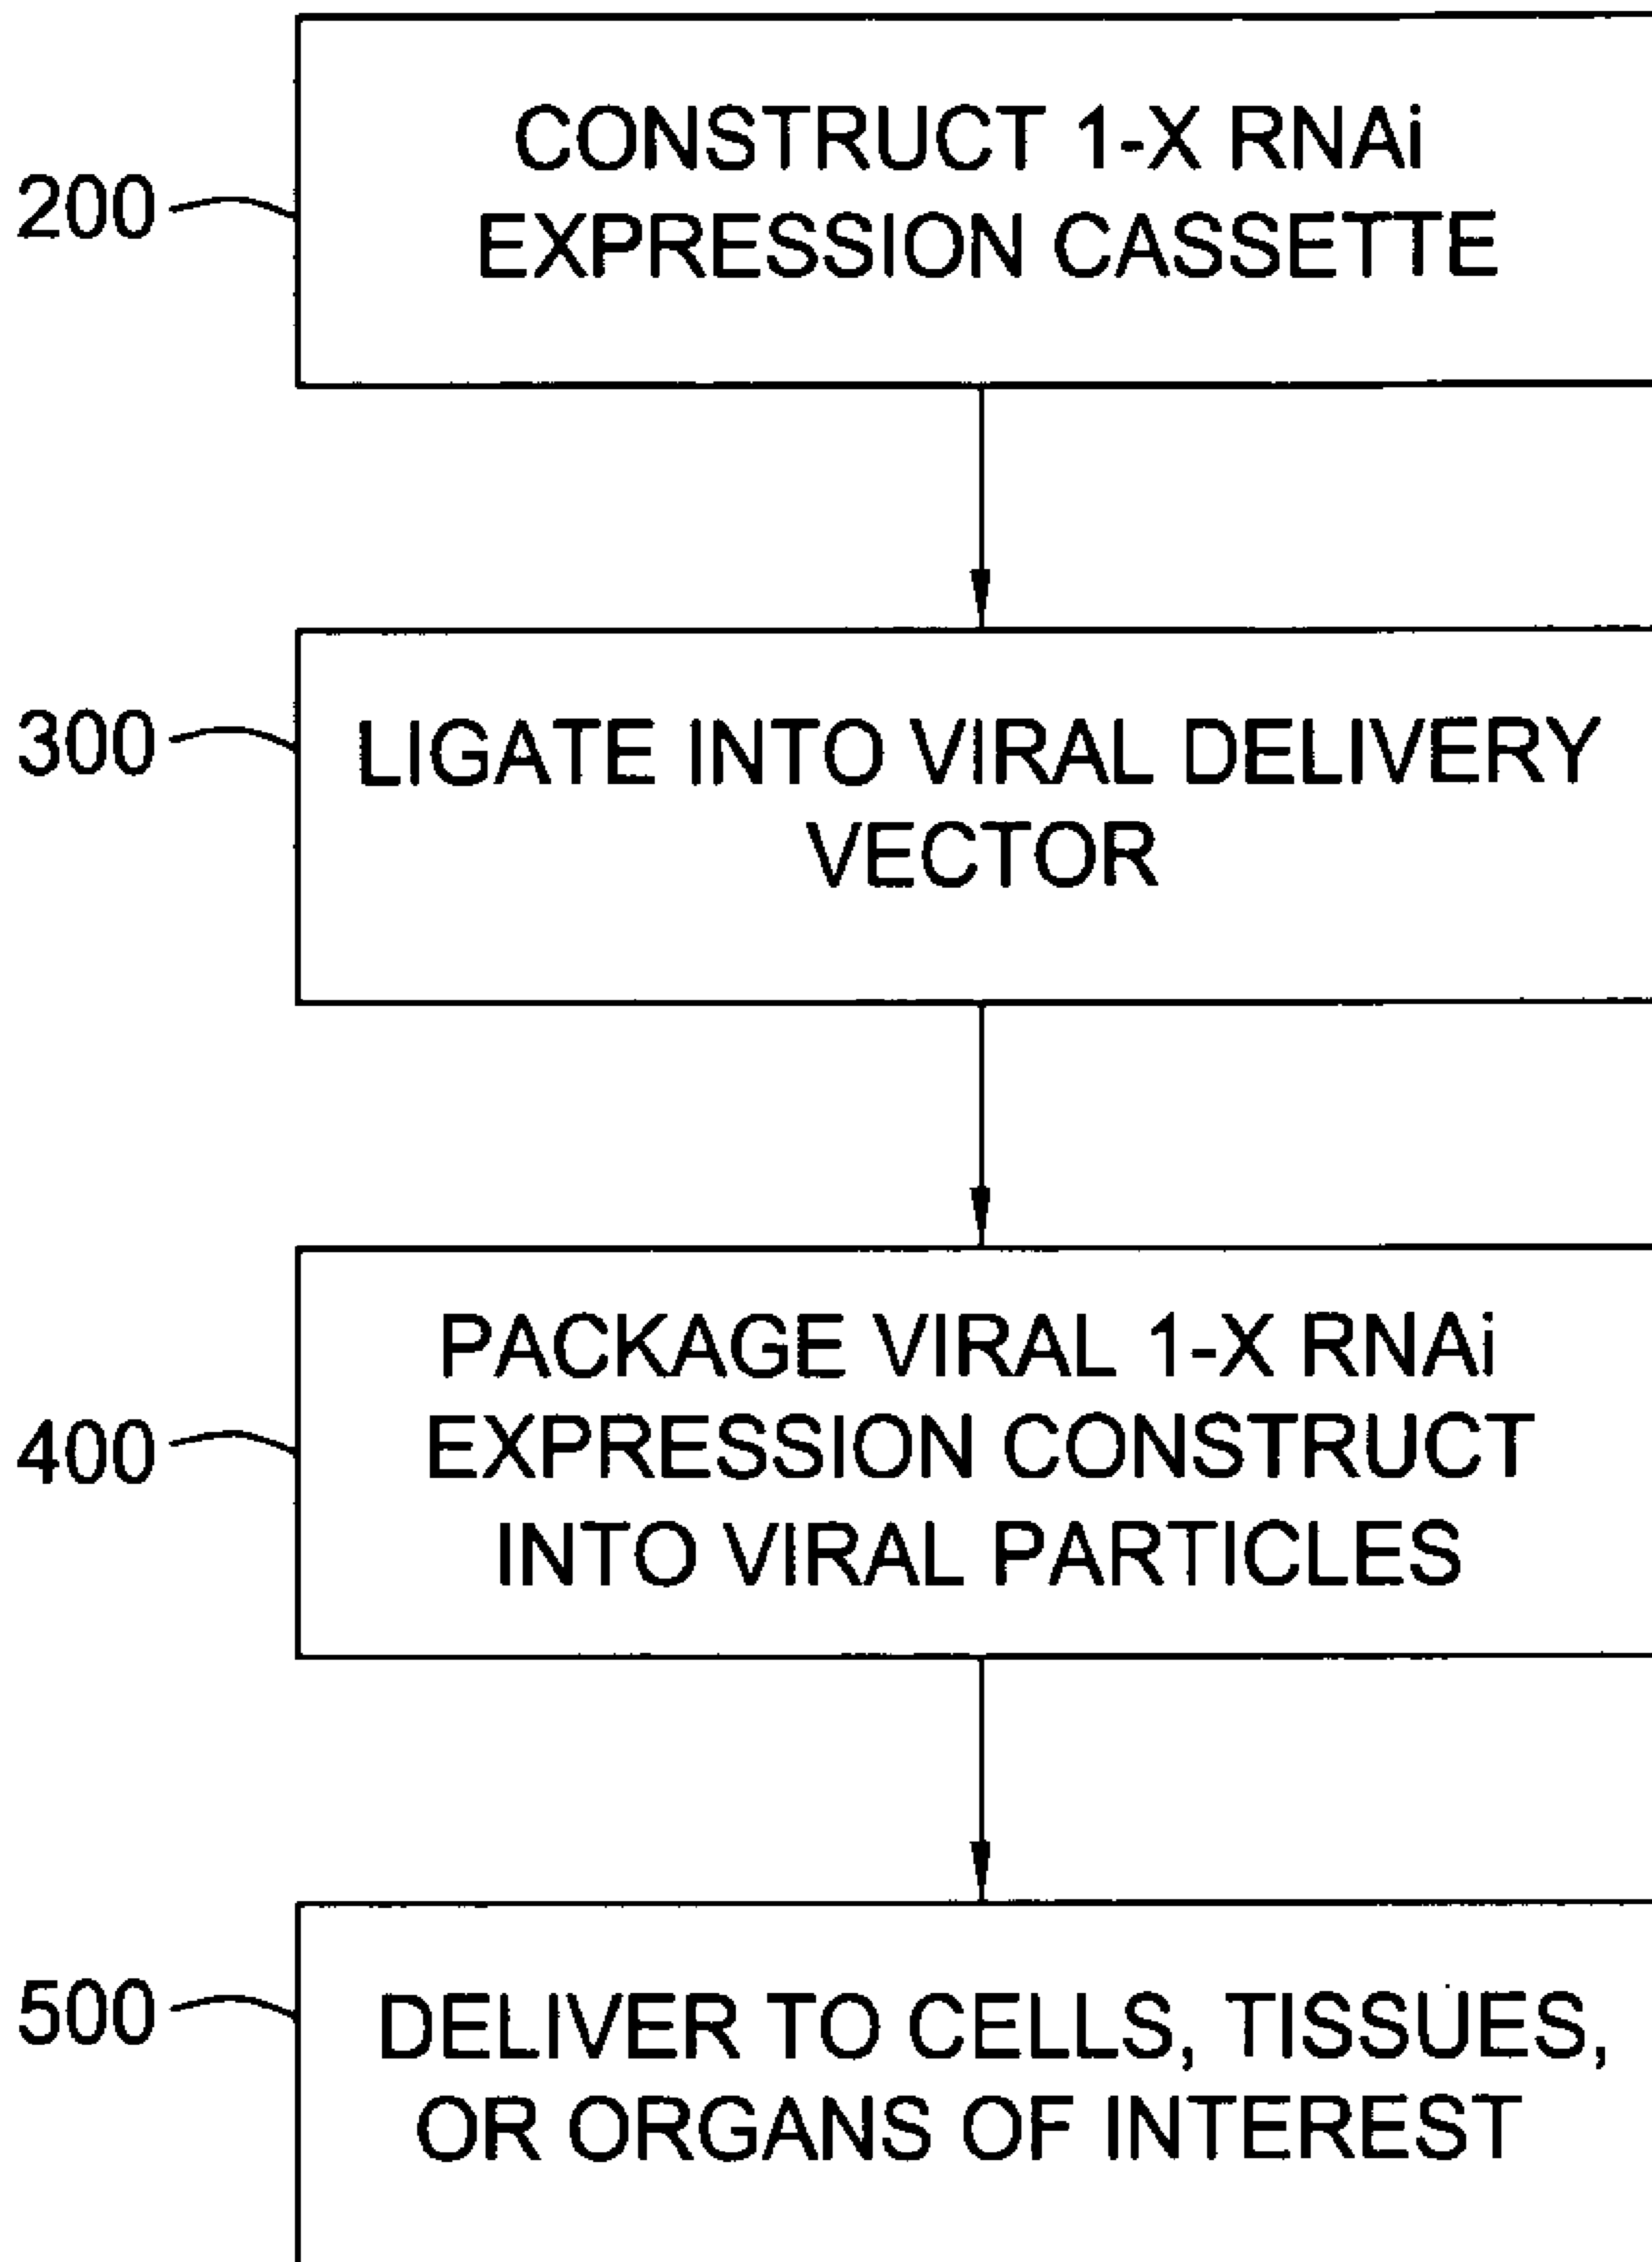 200
CONSTRUCT 1-X RNAi
EXPRESSION CASSETTE
300
LIGATE INTO VIRAL DELIVERY
VECTOR
400
PACKAGE VIRAL 1-X RNAi
EXPRESSION CONSTRUCT
INTO VIRAL PARTICLES
500
DELIVER TO CELLS, TISSUES,
OR ORGANS OF INTEREST